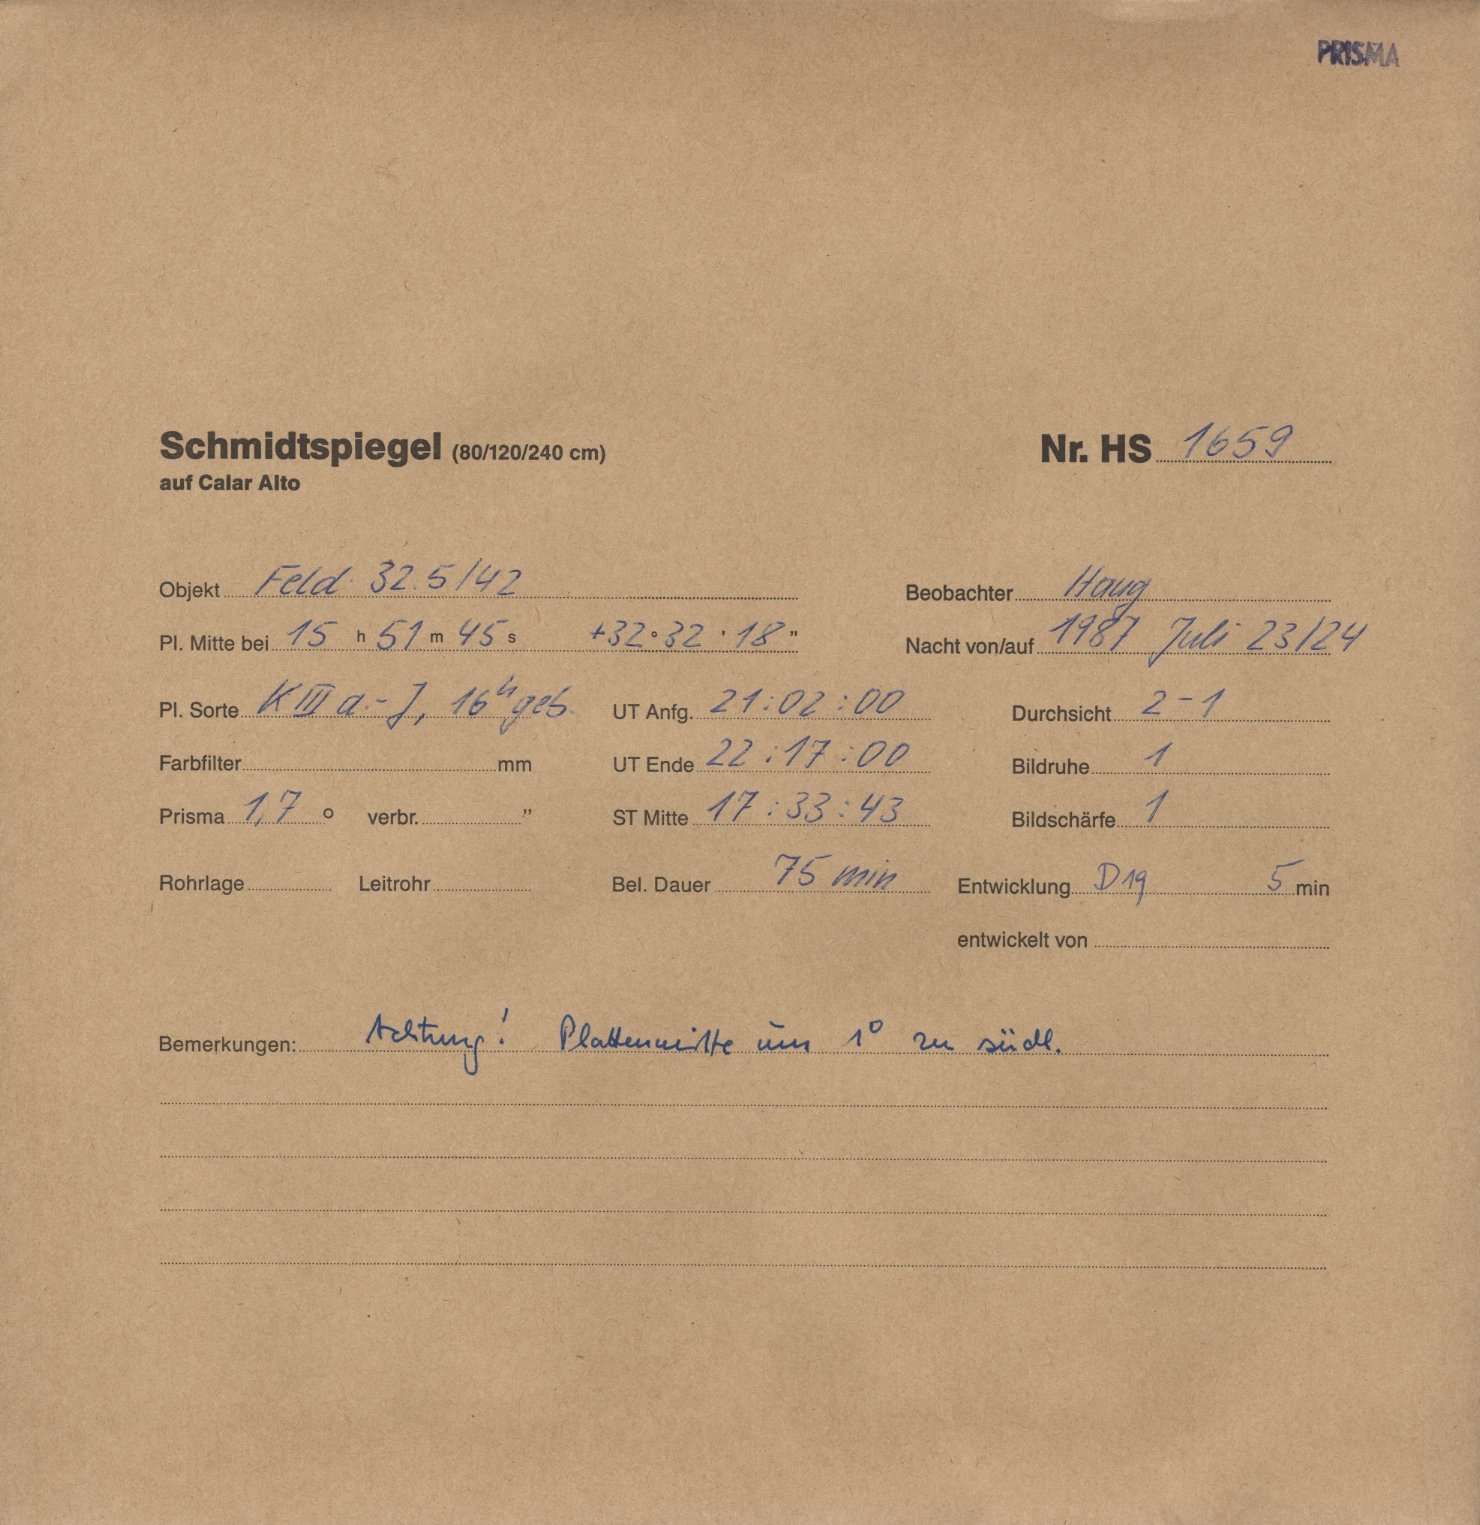 PRISMA
Schmidtspiegel (80/120/240 cm) Nr. HS 1659
auf Calar Alto
Objekt Feld 32.5/42 Beobachter Haug
Pl. Mitte bei 15 h 51 m 45 s +32 ° 32 ' 18 " Nacht von/auf 1987 Juli 23/24
Pl. Sorte K III a-J, 16h geb. UT Anfg. 21:02:00 Durchsicht 2-1
Farbfilter mm UT Ende 22:17:00 Bildruhe 1
Prisma 1,7 ° verbr. " ST Mitte 17:33:43 Bildschärfe 1
Rohrlage Leitrohr Bel. Dauer 75 min Entwicklung D19 5 min
entwickelt von
Bemerkungen: Achtung! Plattenmitte um 1° zu südl.